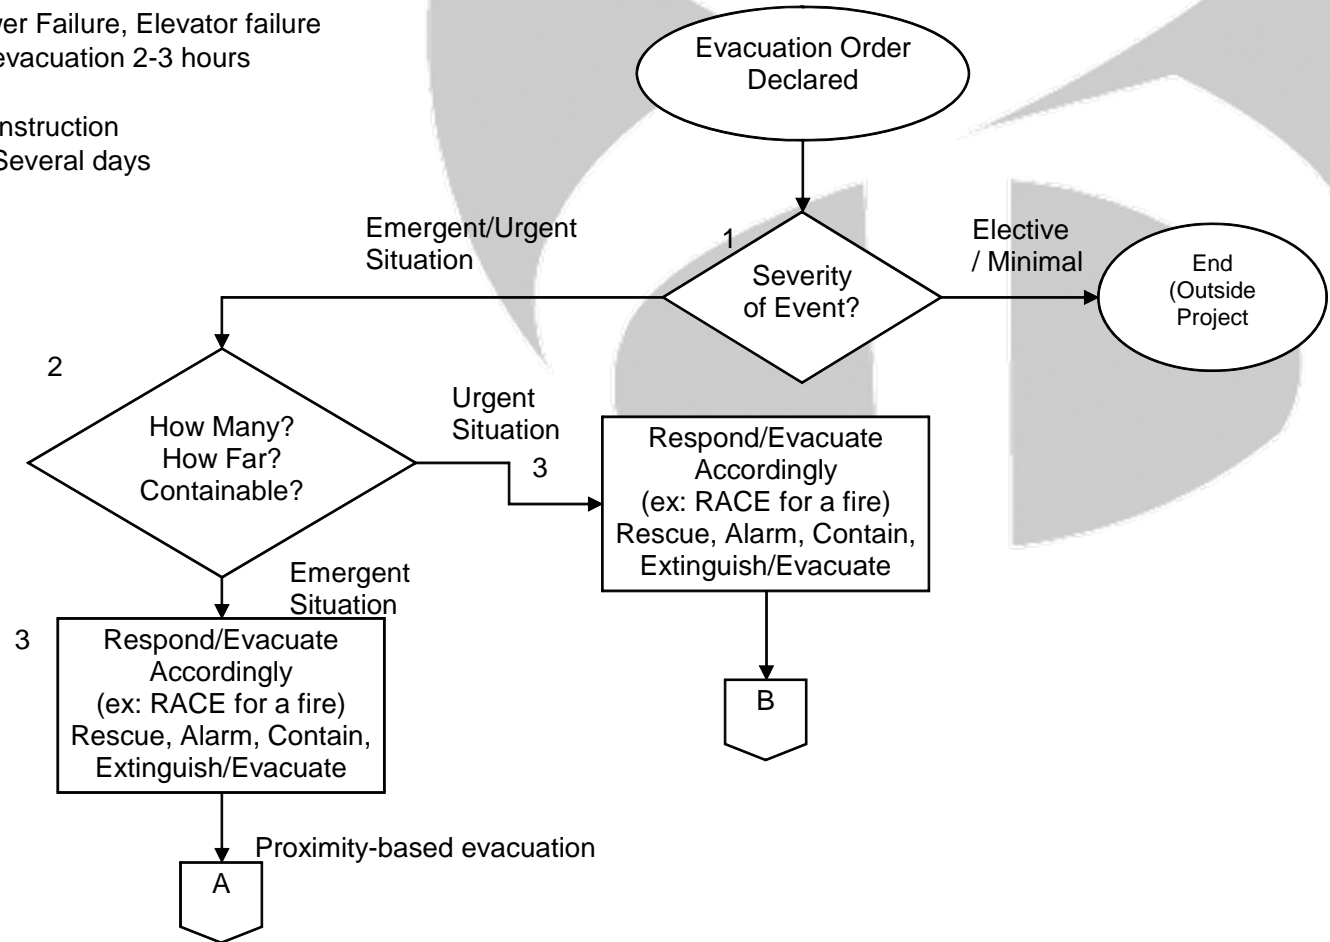 Failure, Elevator failure
evacuation 2-3 hours
Several days
Evacuation Order
Declared
Emergent/Urgent
Situation
1
Severity
of Event?
Elective
/ Minimal
End
(Outside
Project
2
How Many?
How Far?
Containable?
Urgent
Situation
3
Respond/Evacuate
Accordingly
(ex: RACE for a fire)
Rescue, Alarm, Contain,
Extinguish/Evacuate
Emergent
Situation
3
Respond/Evacuate
Accordingly
(ex: RACE for a fire)
Rescue, Alarm, Contain,
Extinguish/Evacuate
B
Proximity-based evacuation
A